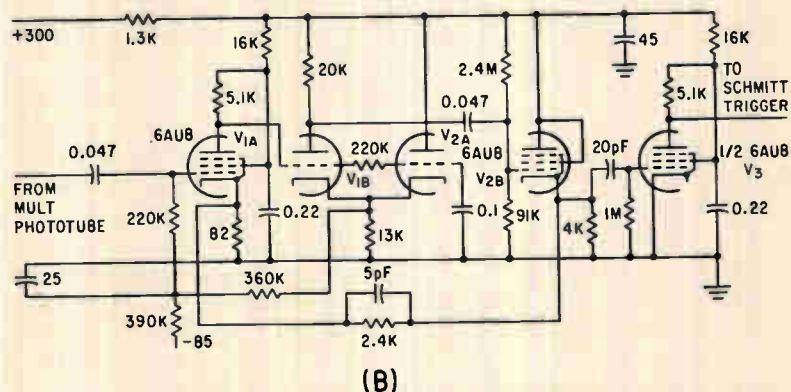 +300
1.3K
16K
20K
2.4M
45
16K
TO
SCHMITT
TRIGGER
5.1K
5.1K
0.047
6AU8
V1A
V2A
6AU8
20pF
1/2 6AU8
V3
0.047
220K
V1B
V2B
FROM
MULT
PHOTOTUBE
220K
82
0.22
0.1
91K
4K
1M
0.22
13K
25
360K
5pF
390K
-85
2.4K
(B)